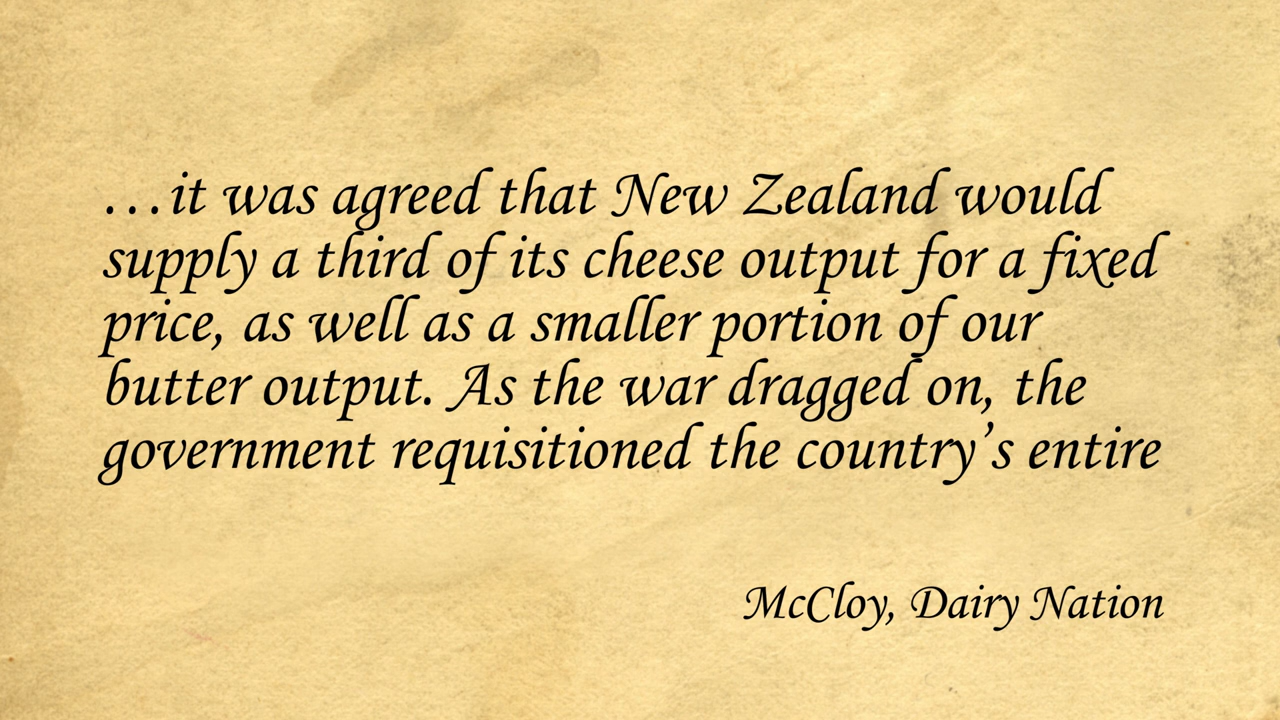 …it was agreed that New Zealand would
supply a third of its cheese output for a fixed
price, as well as a smaller portion of our
butter output. As the war dragged on, the
government requisitioned the country’s entire
McCloy, Dairy Nation